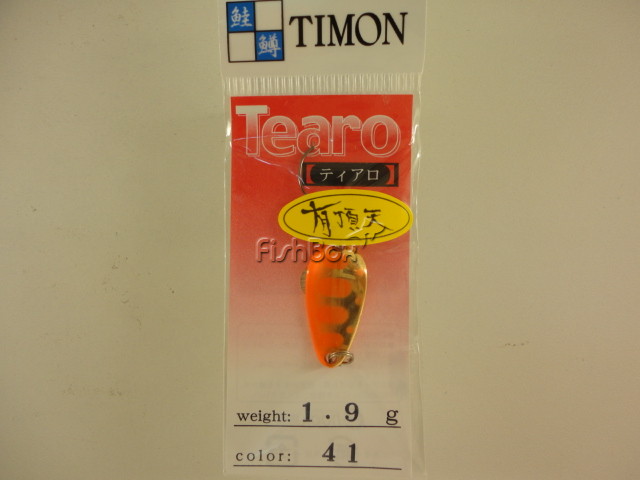 鮭 TIMON
鱒
Tearo
【ティアロ】
有頂天
FishBox
weight: 1.9 g
color: 41